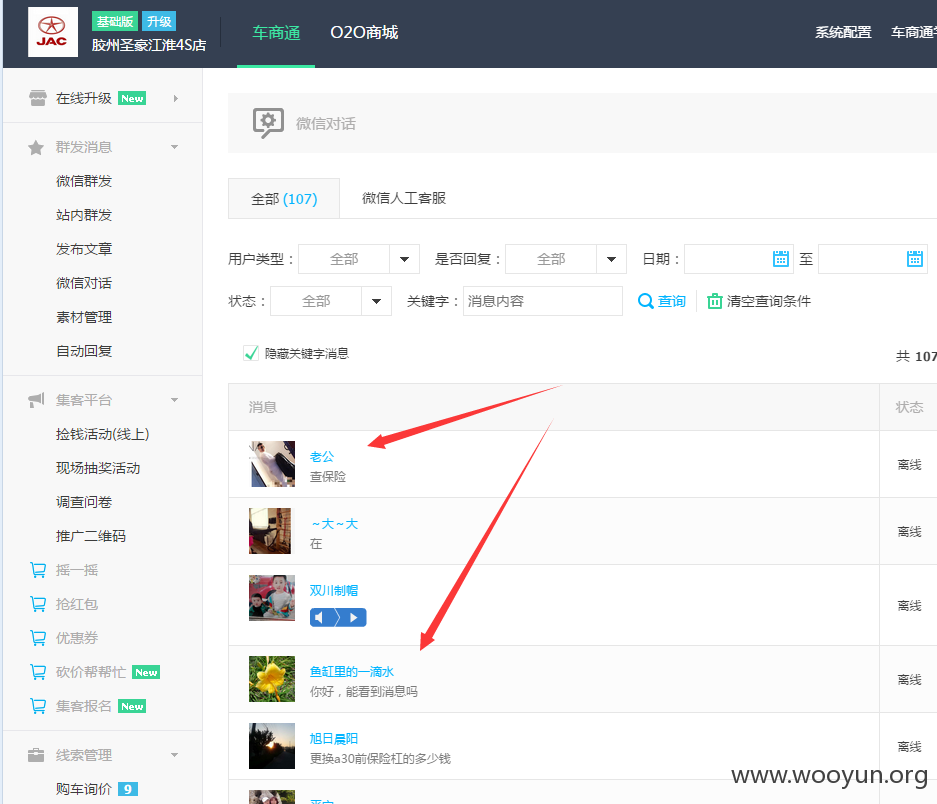 JAC
基础版 升级
胶州圣豪江淮4S店
车商通 O2O商城
系统配置 车商通
在线升级 New
群发消息
微信群发
站内群发
发布文章
微信对话
素材管理
自动回复
集客平台
捡钱活动(线上)
现场抽奖活动
调查问卷
推广二维码
摇一摇
抢红包
优惠券
砍价帮帮忙 New
集客报名 New
线索管理
购车询价 9
微信对话
全部 (107) 微信人工客服
用户类型： 全部 是否回复： 全部 日期： 至
状态： 全部 关键字： 消息内容 查询 清空查询条件
隐藏关键字消息
共 107
消息 状态
老公
查保险
离线
~大~大
在
离线
双川制帽
离线
鱼缸里的一滴水
你好，能看到消息吗
离线
旭日晨阳
更换a30前保险杠的多少钱
离线
www.wooyun.org